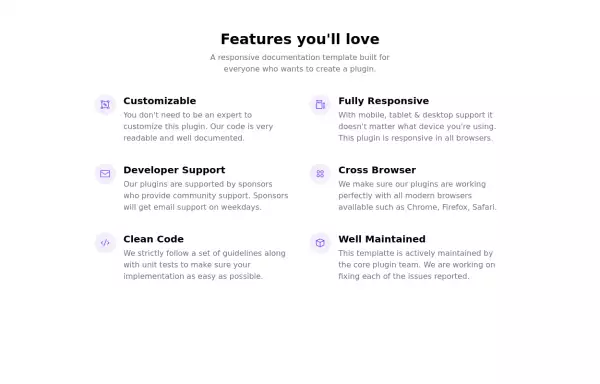 Features you'll love
A responsive documentation template built for
everyone who wants to create a plugin.
Customizable
You don't need to be an expert to
customize this plugin. Our code is very
readable and well documented.
Fully Responsive
With mobile, tablet & desktop support it
doesn't matter what device you're using.
This plugin is responsive in all browsers.
Developer Support
Our plugins are supported by sponsors
who provide community support. Sponsors
will get email support on weekdays.
Cross Browser
We make sure our plugins are working
perfectly with all modern browsers
available such as Chrome, Firefox, Safari.
Clean Code
We strictly follow a set of guidelines along
with unit tests to make sure your
implementation as easy as possible.
Well Maintained
This templatte is actively maintained by
the core plugin team. We are working on
fixing each of the issues reported.